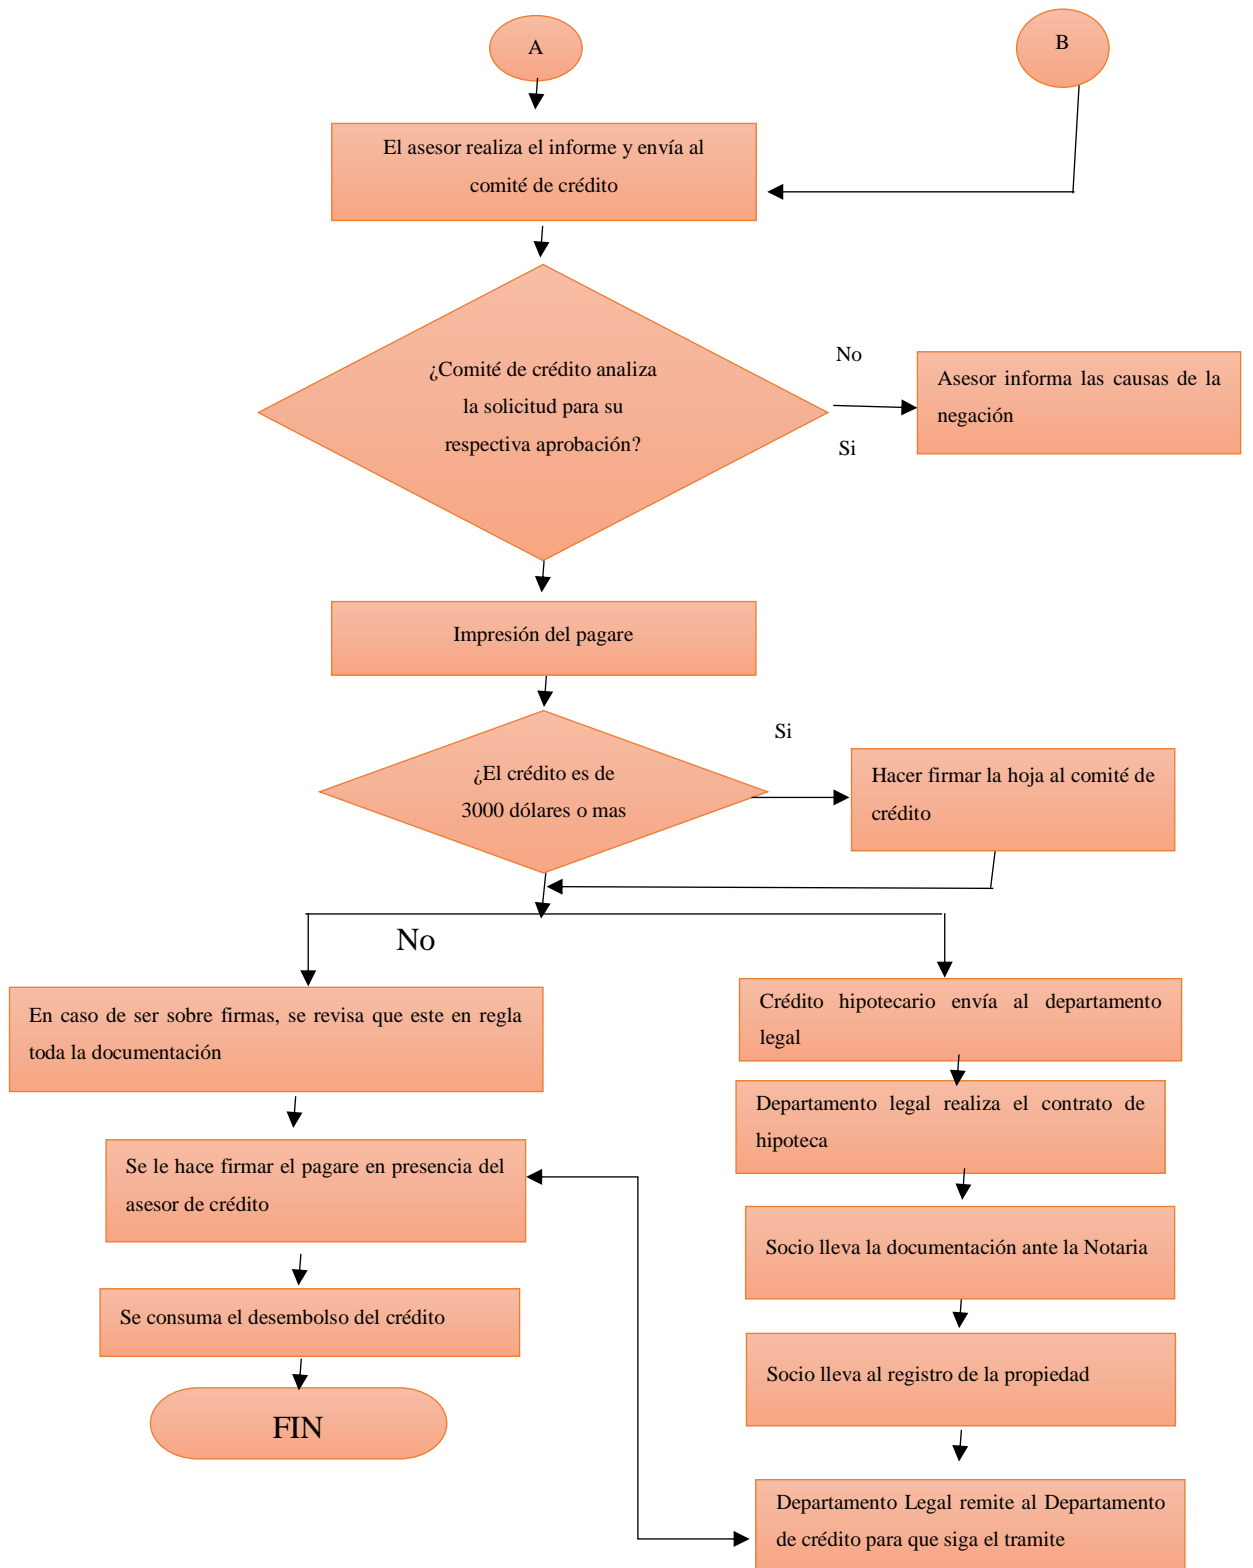 A
B
El asesor realiza el informe y envía al
comité de crédito
¿Comité de crédito analiza
la solicitud para su
respectiva aprobación?
No
Si
Asesor informa las causas de la
negación
Impresión del pagare
¿El crédito es de
3000 dólares o mas
Si
Hacer firmar la hoja al comité de
crédito
No
En caso de ser sobre firmas, se revisa que este en regla
toda la documentación
Se le hace firmar el pagare en presencia del
asesor de crédito
Se consuma el desembolso del crédito
FIN
Crédito hipotecario envía al departamento
legal
Departamento legal realiza el contrato de
hipoteca
Socio lleva la documentación ante la Notaria
Socio lleva al registro de la propiedad
Departamento Legal remite al Departamento
de crédito para que siga el tramite